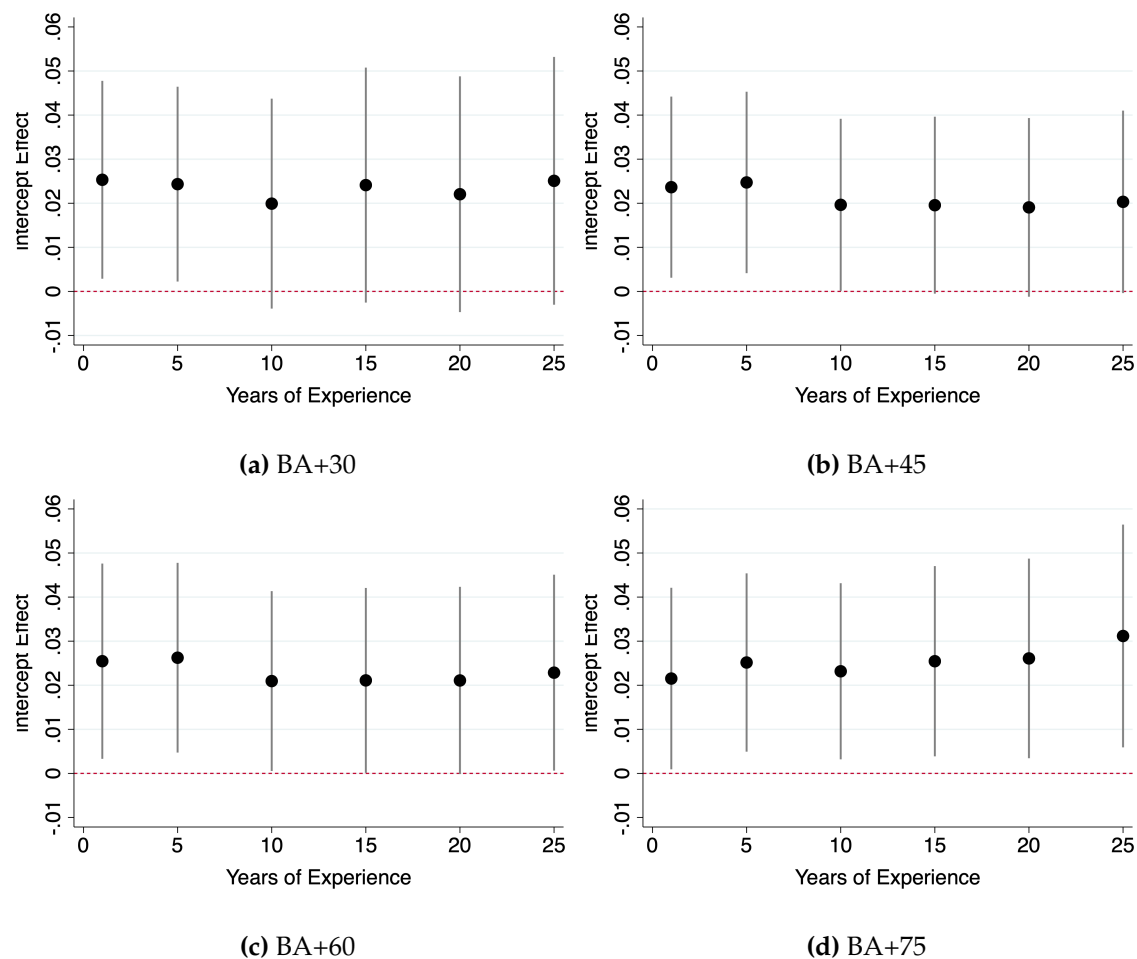 Intercept Effect
.06
.05
.04
.03
.02
.01
0
-.01
0 5 10 15 20 25
Years of Experience
(a) BA+30
Intercept Effect
.06
.05
.04
.03
.02
.01
0
-.01
0 5 10 15 20 25
Years of Experience
(b) BA+45
Intercept Effect
.06
.05
.04
.03
.02
.01
0
-.01
0 5 10 15 20 25
Years of Experience
(c) BA+60
Intercept Effect
.06
.05
.04
.03
.02
.01
0
-.01
0 5 10 15 20 25
Years of Experience
(d) BA+75